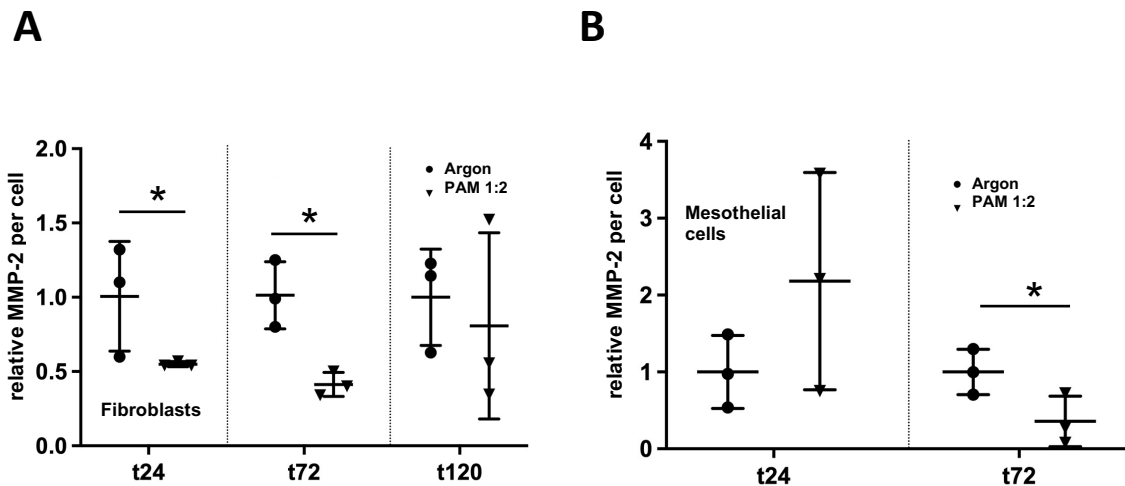 A
relative MMP-2 per cell
2.0
1.5
1.0
0.5
0.0
*
*
Argon
PAM 1:2
Fibroblasts
t24
t72
t120
B
relative MMP-2 per cell
4
3
2
1
0
Mesothelial
cells
Argon
PAM 1:2
*
t24
t72